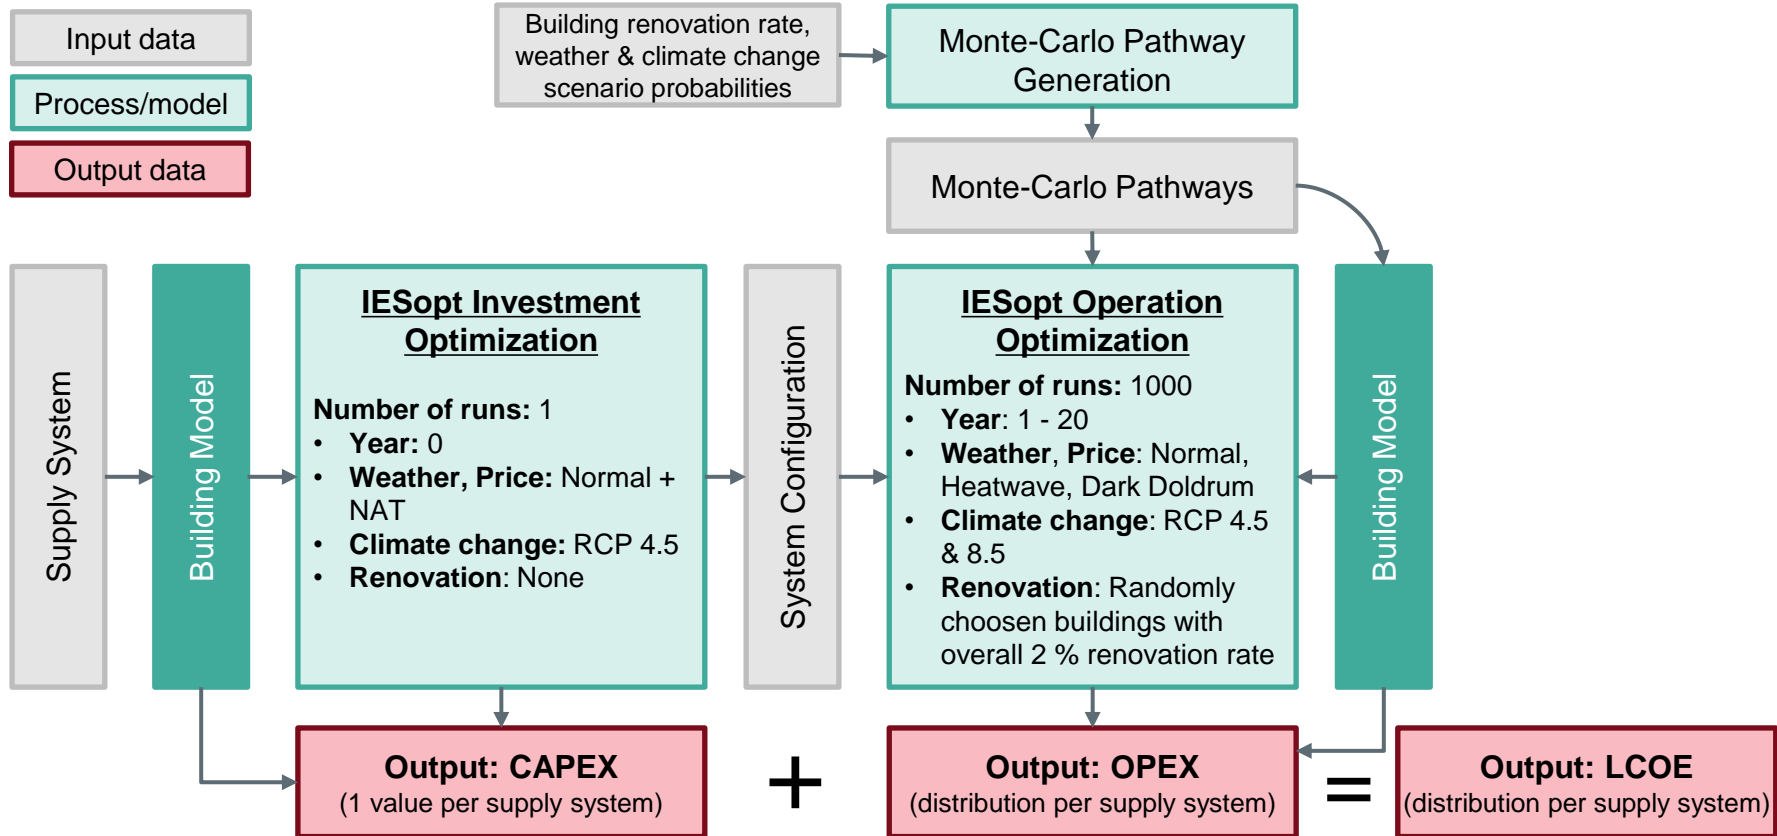 Input data
Process/model
Output data
Building renovation rate,
weather & climate change
scenario probabilities
Monte-Carlo Pathway
Generation
Monte-Carlo Pathways
Supply System
Building Model
IESopt Investment
Optimization
Number of runs: 1
• Year: 0
• Weather, Price: Normal +
NAT
• Climate change: RCP 4.5
• Renovation: None
System Configuration
IESopt Operation
Optimization
Number of runs: 1000
• Year: 1 - 20
• Weather, Price: Normal,
Heatwave, Dark Doldrum
• Climate change: RCP 4.5
& 8.5
• Renovation: Randomly
choosen buildings with
overall 2 % renovation rate
Building Model
Output: CAPEX
(1 value per supply system)
+
Output: OPEX
(distribution per supply system)
=
Output: LCOE
(distribution per supply system)